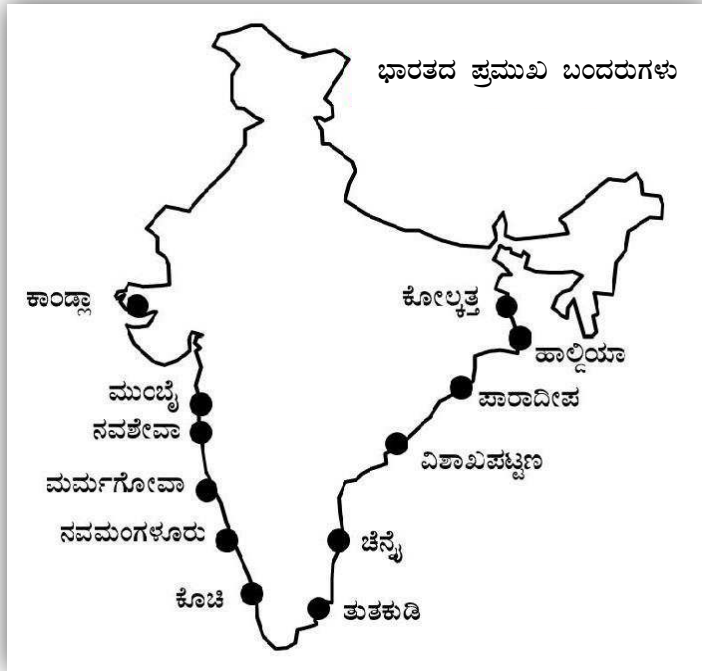 ಭಾರತದ ಪ್ರಮುಖ ಬಂದರುಗಳು
ಕಾಂಡ್ಲಾ
ಕೋಲ್ಕತ್ತ
ಹಾಲ್ದಿಯಾ
ಮುಂಬೈ
ಪಾರಾದೀಪ
ನವಶೇವಾ
ವಿಶಾಖಪಟ್ಟಣ
ಮರ್ಮಗೋವಾ
ನವಮಂಗಳೂರು
ಚೆನ್ನೈ
ಕೊಚಿ
ತುತಕುಡಿ